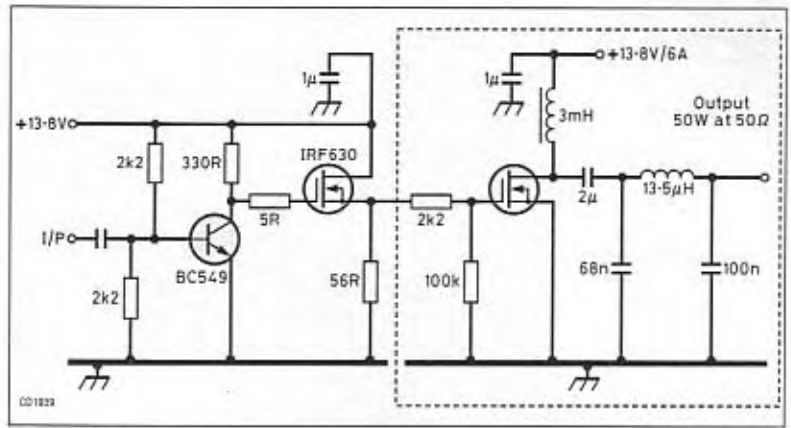 +13-8V/6A
1μ
1μ
3mH
Output
50W at 50Ω
+13-8V
2k2
330R
IRF630
5R
2k2
2μ
13-5μH
I/P
BC549
2k2
56R
100k
68n
100n
CD1939